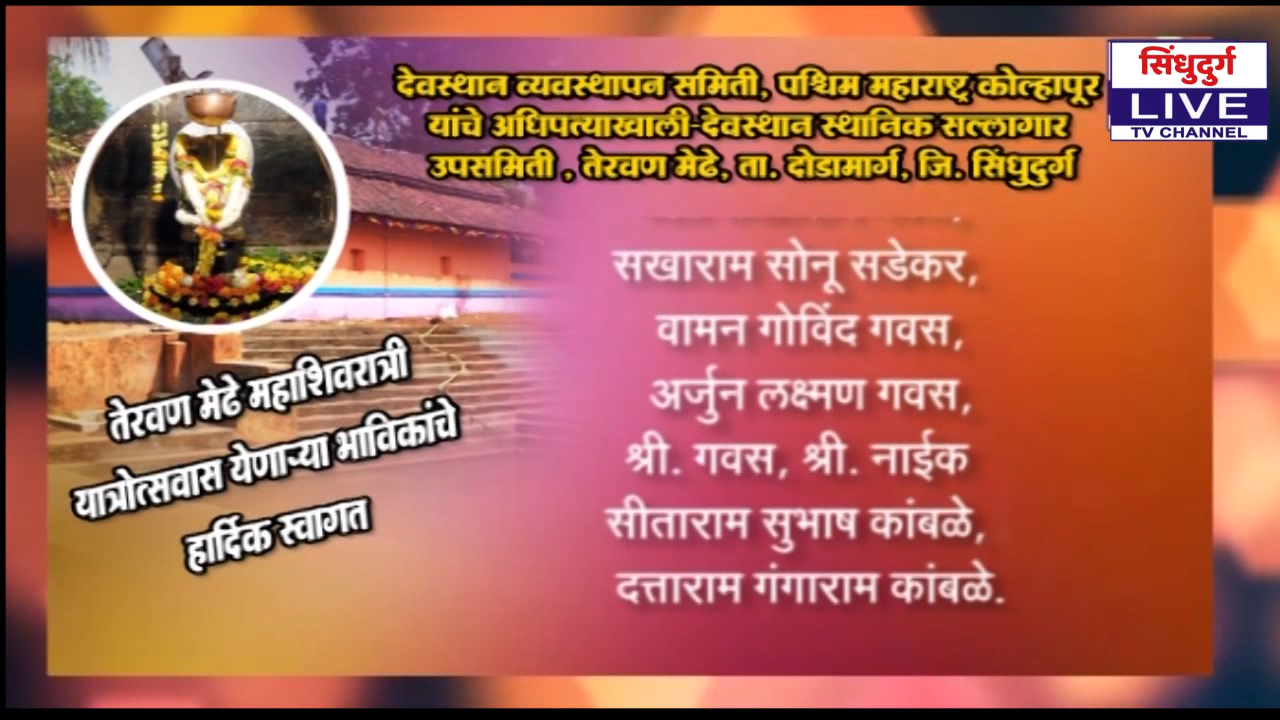 देवस्थान व्यवस्थापन समिती, पश्चिम महाराष्ट्र कोल्हापूर
यांचे अधिपत्याखाली-देवस्थान स्थानिक सल्लागार
उपसमिती , तेरवण मेढे, ता. दोडामार्ग, जि. सिंधुदुर्ग
सिंधुदुर्ग
LIVE
TV CHANNEL
सखाराम सोनू सडेकर,
वामन गोविंद गवस,
अर्जुन लक्ष्मण गवस,
श्री. गवस, श्री. नाईक
सीताराम सुभाष कांबळे,
दत्ताराम गंगाराम कांबळे.
तेरवण मेढे महाशिवरात्री
यात्रोत्सवास येणाऱ्या भाविकांचे
हार्दिक स्वागत